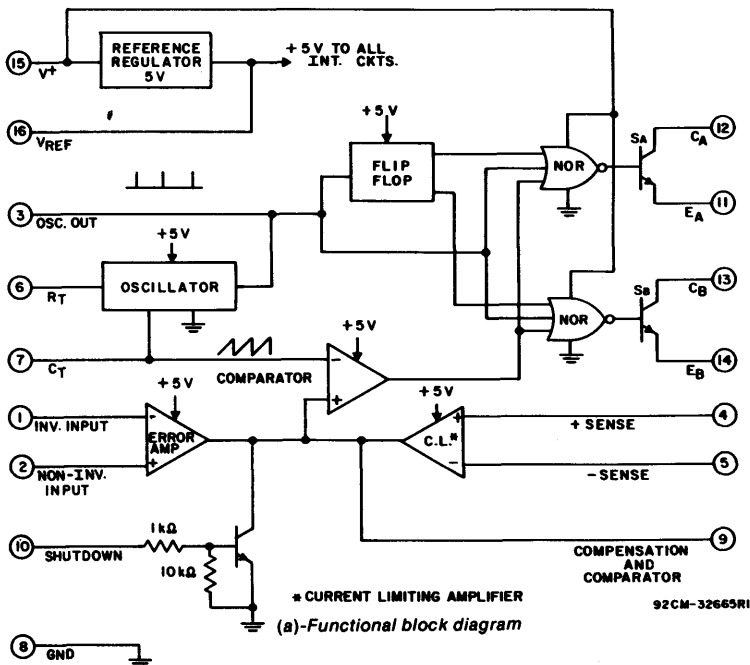 15
V+
REFERENCE
REGULATOR
5V
+5V TO ALL
INT. CKTS.
16
VREF
3
OSC. OUT
+5V
FLIP
FLOP
NOR
SA
CA
12
EA
11
6
RT
+5V
OSCILLATOR
NOR
SB
CB
13
EB
14
7
CT
COMPARATOR
+5V
-
+
1
INV. INPUT
+5V
-
ERROR
AMP
+
2
NON-INV.
INPUT
+5V
C.L.*
+
-
+ SENSE
4
- SENSE
5
10
SHUTDOWN
1kΩ
10kΩ
9
COMPENSATION
AND
COMPARATOR
* CURRENT LIMITING AMPLIFIER
92CM-32665RI
(a)-Functional block diagram
8
GND